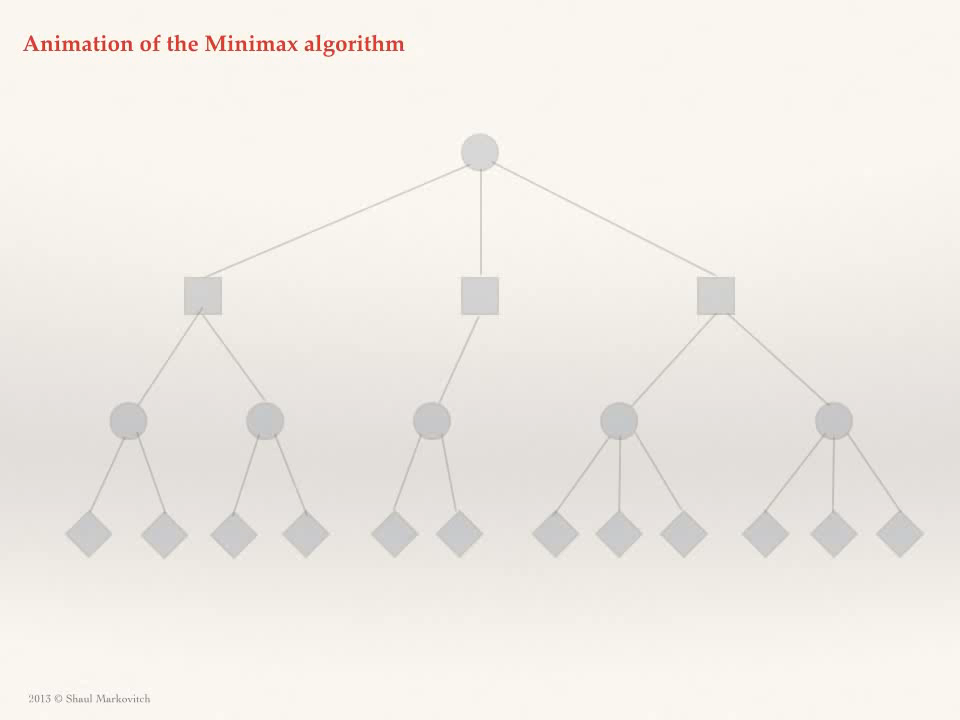 Animation of the Minimax algorithm
2013 © Shaul Markovitch